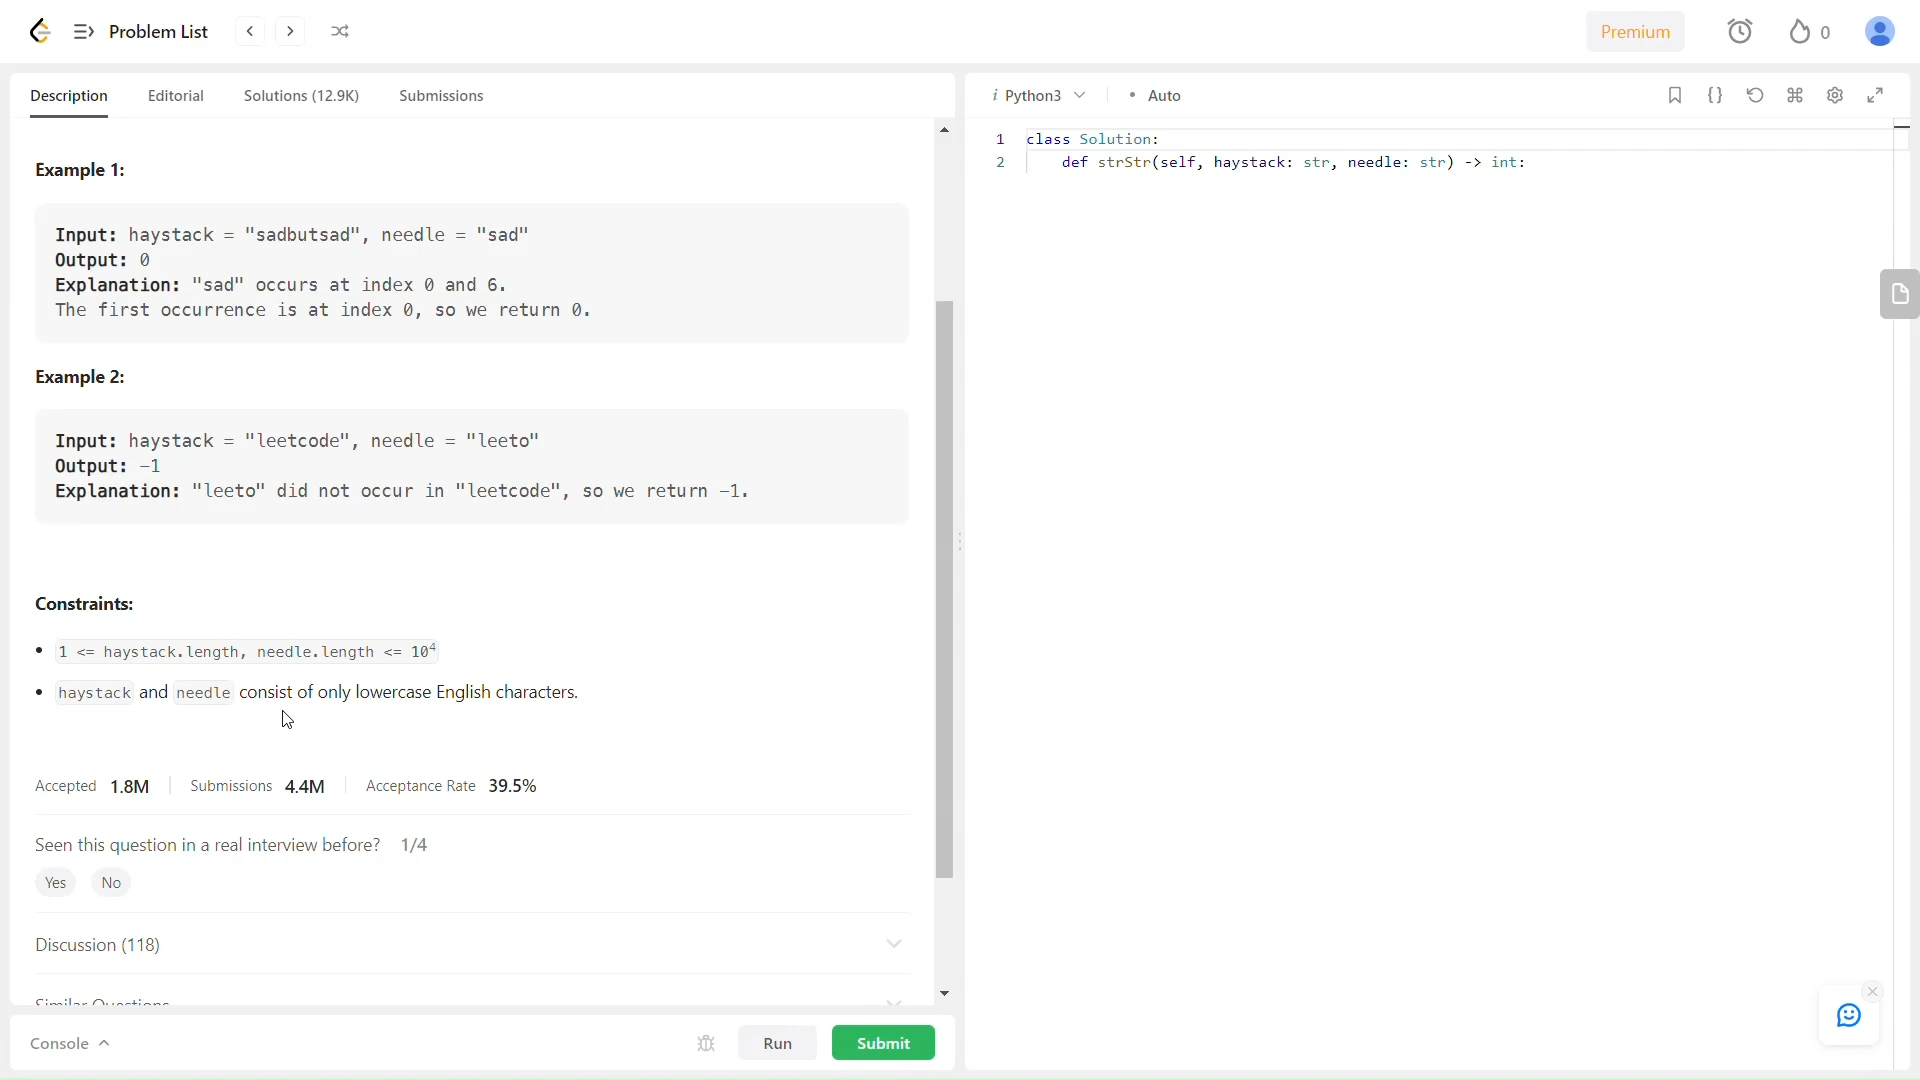 Problem List
Premium
0
Description Editorial Solutions (12.9K) Submissions
Example 1:
Input: haystack = "sadbutsad", needle = "sad"
Output: 0
Explanation: "sad" occurs at index 0 and 6.
The first occurrence is at index 0, so we return 0.
Example 2:
Input: haystack = "leetcode", needle = "leeto"
Output: -1
Explanation: "leeto" did not occur in "leetcode", so we return -1.
Constraints:
• 1 <= haystack.length, needle.length <= 10⁴
• haystack and needle consist of only lowercase English characters.
Accepted 1.8M Submissions 4.4M Acceptance Rate 39.5%
Seen this question in a real interview before? 1/4
Yes No
Discussion (118)
Similar Questions
Console Run Submit
i Python3 • Auto
1 class Solution:
2     def strStr(self, haystack: str, needle: str) -> int: